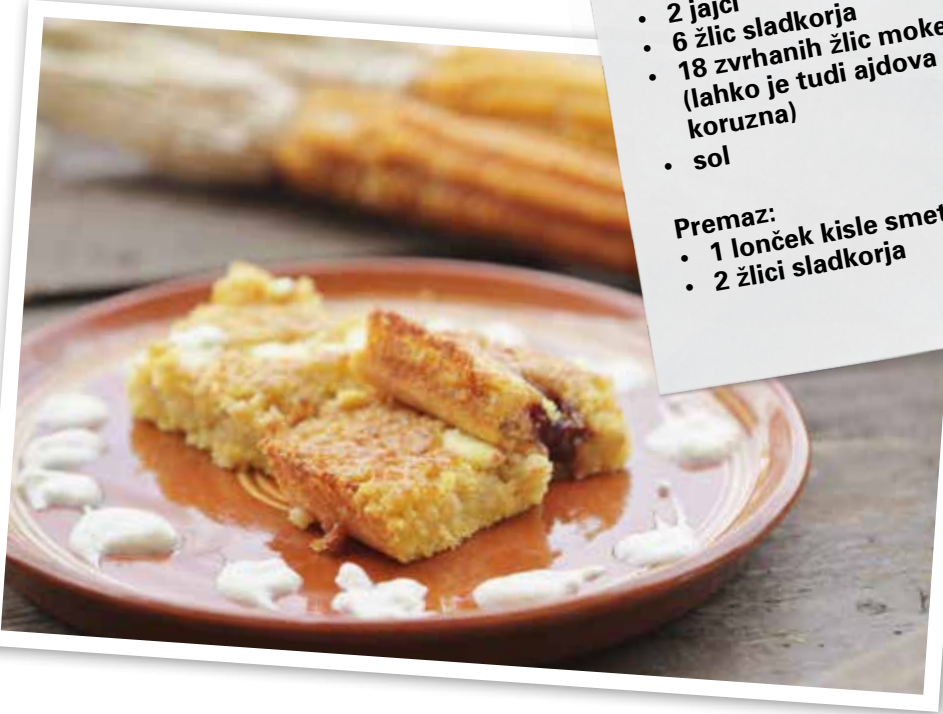 • 2 jajci
• 6 žlic sladkorja
• 18 zvrhanih žlic moke
(lahko je tudi ajdova
koruzna)
• sol
Premaz:
• 1 lonček kisle
• 2 žlici sladkorja